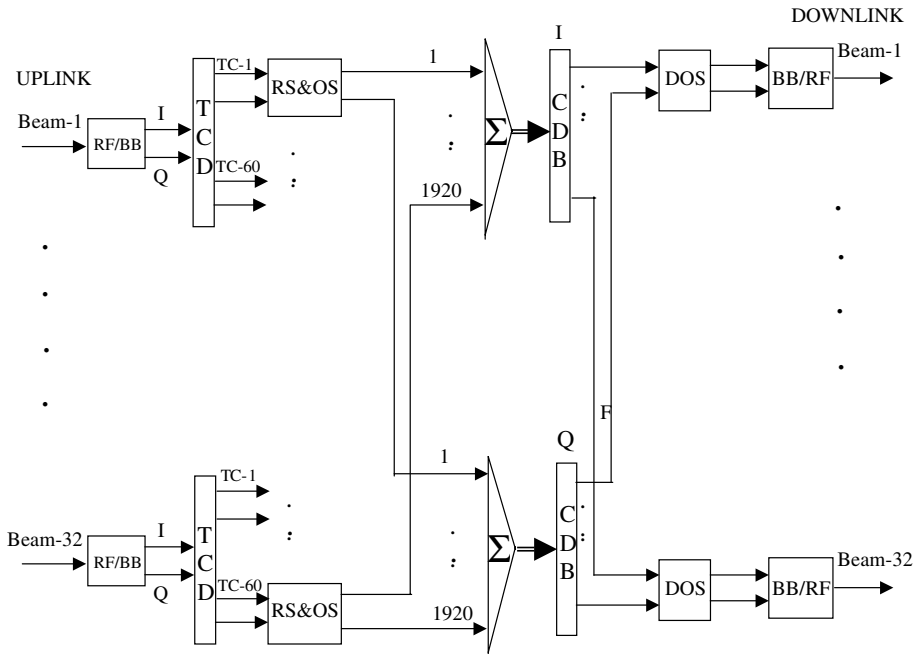 DOWNLINK
I
Beam-1
TC-1
1
UPLINK
RS&OS
DOS
BB/RF
Beam-1
I
T
C
D
C
D
B
RF/BB
Σ
TC-60
Q
1920
F
Q
TC-1
1
Beam-32
I
T
C
D
C
D
B
Beam-32
RF/BB
Σ
DOS
BB/RF
Q
TC-60
RS&OS
1920